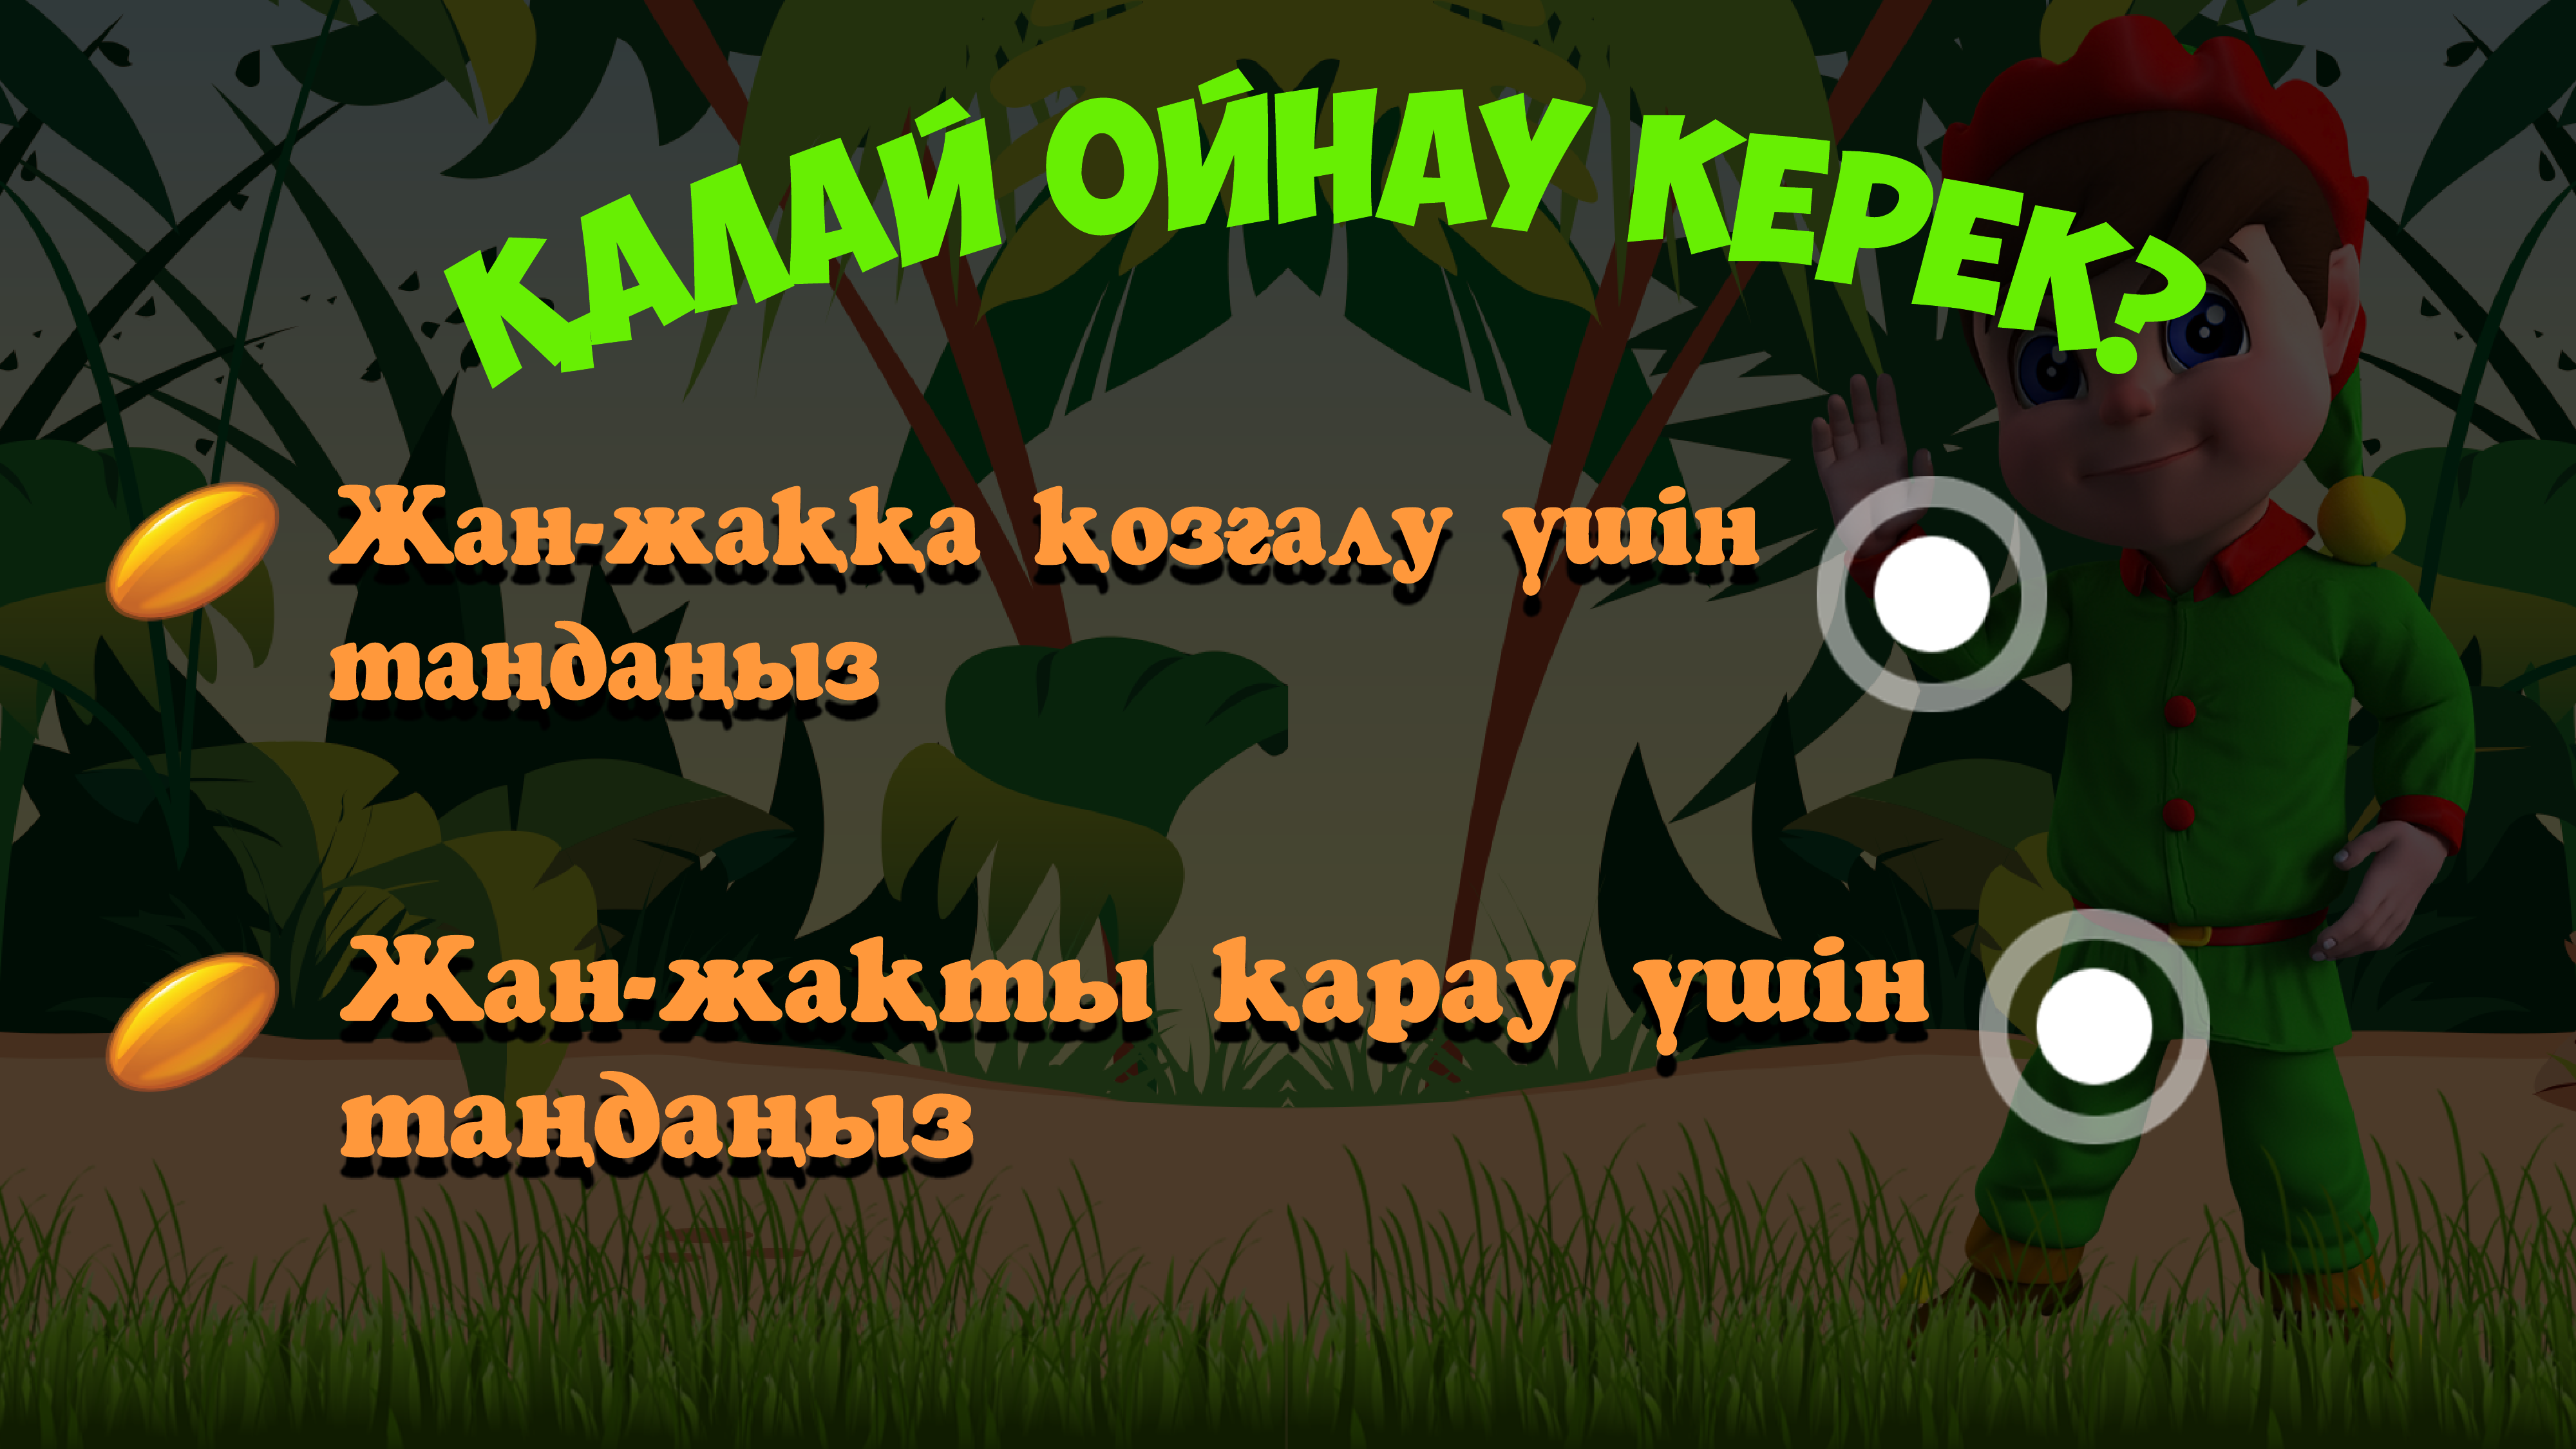 ҚАЛАЙ ОЙНАУ КЕРЕК?
Жан-жаққа қозғалу үшін
таңдаңыз
Жан-жақты қарау үшін
таңдаңыз